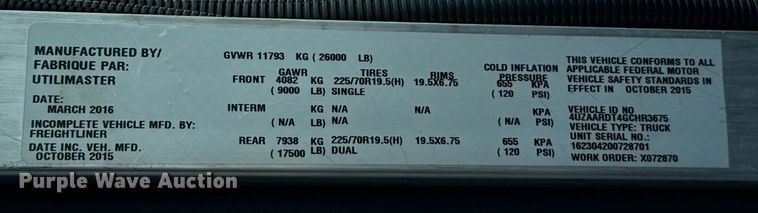 MANUFACTURED BY/
FABRIQUE PAR:
UTILIMASTER
DATE:
MARCH 2016
INCOMPLETE VEHICLE MFD. BY:
FREIGHTLINER
DATE INC. VEH. MFD.
OCTOBER 2015
GVWR 11793 KG ( 26000 LB)
GAWR TIRES RIMS COLD INFLATION PRESSURE
FRONT 4082 KG 225/70R19.5(H) 19.5X6.75 655 KPA
( 9000 LB) SINGLE ( 120 PSI)
INTERM KG N/A N/A N/A KPA
( LB) N/A ( PSI)
REAR 7938 KG 225/70R19.5(H) 19.5X6.75 655 KPA
( 17500 LB) DUAL ( 120 PSI)
THIS VEHICLE CONFORMS TO ALL
APPLICABLE FEDERAL MOTOR
VEHICLE SAFETY STANDARDS IN
EFFECT IN OCTOBER 2015
VEHICLE ID NO
4UZAARDT4GCHR3675
VEHICLE TYPE: TRUCK
UNIT SERIAL NO.:
162304200728701
WORK ORDER: X072870
Purple Wave Auction